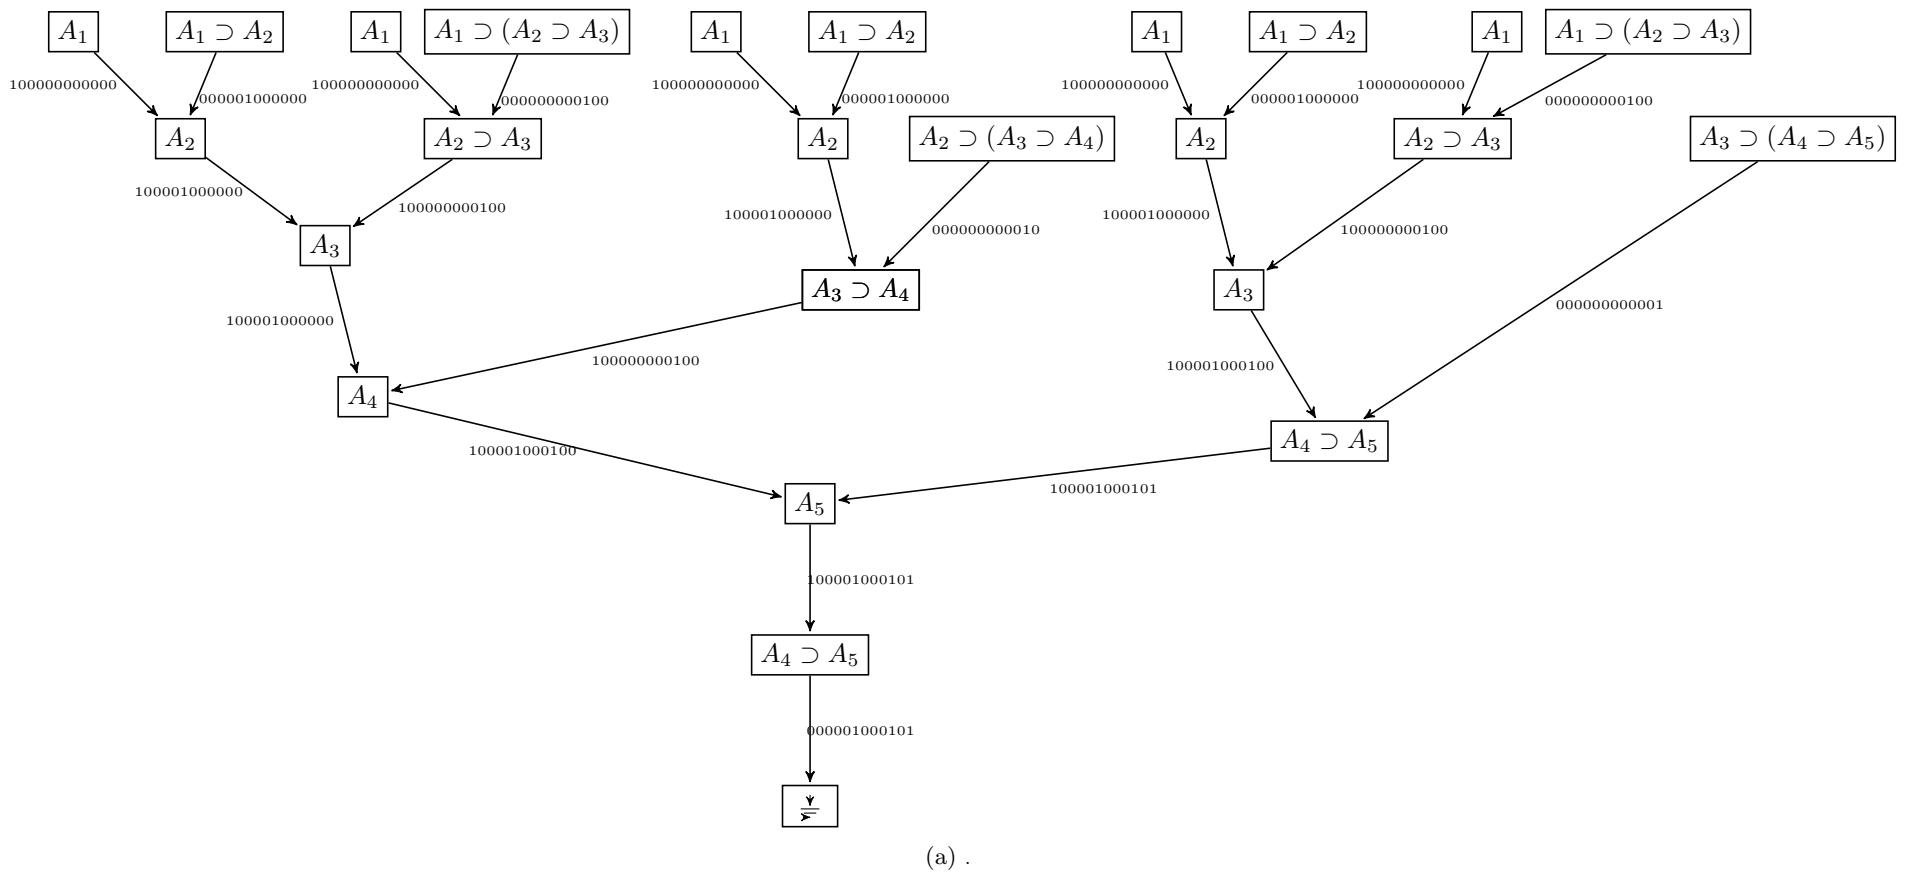 A₁ A₁ ⊃ A₂ A₁ A₁ ⊃ (A₂ ⊃ A₃) A₁ A₁ ⊃ A₂ A₁ A₁ ⊃ A₂ A₁ A₁ ⊃ (A₂ ⊃ A₃)
100000000000 000001000000 100000000000 000000000100 100000000000 000001000000 100000000000 000001000000 100000000000 000000000100
A₂ A₂ ⊃ A₃ A₂ A₂ ⊃ (A₃ ⊃ A₄) A₂ A₂ ⊃ A₃ A₃ ⊃ (A₄ ⊃ A₅)
100001000000 100000000100 100001000000 000000000010 100001000000 100000000100
A₃ A₃ ⊃ A₄ A₃
100001000000 100000000100 100001000100 000000000001
A₄ A₄ ⊃ A₅
100001000100 100001000101
A₅
100001000101
A₄ ⊃ A₅
000001000101
(a) .